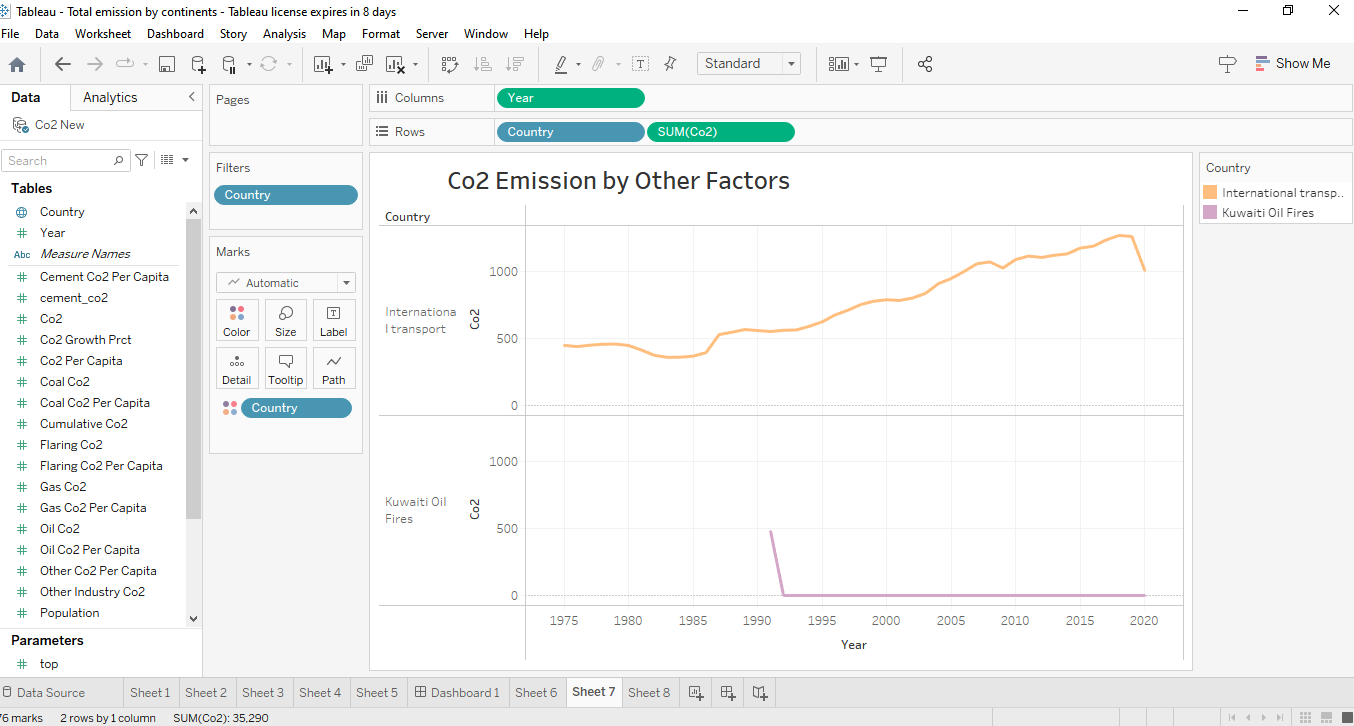 Tableau - Total emission by continents - Tableau license expires in 8 days
File Data Worksheet Dashboard Story Analysis Map Format Server Window Help
Standard
Show Me
Data Analytics
Co2 New
Search
Tables
Country
Year
Abc Measure Names
Cement Co2 Per Capita
cement_co2
Co2
Co2 Growth Prct
Co2 Per Capita
Coal Co2
Coal Co2 Per Capita
Cumulative Co2
Flaring Co2
Flaring Co2 Per Capita
Gas Co2
Gas Co2 Per Capita
Oil Co2
Oil Co2 Per Capita
Other Co2 Per Capita
Other Industry Co2
Population
Parameters
top
Pages
Filters
Country
Marks
Automatic
Color Size Label
Detail Tooltip Path
Country
Columns Year
Rows Country SUM(Co2)
Co2 Emission by Other Factors
Country
Internationa
l transport
Co2
1000
500
0
Kuwaiti Oil
Fires
Co2
1000
500
0
1975 1980 1985 1990 1995 2000 2005 2010 2015 2020
Year
Country
International transp..
Kuwaiti Oil Fires
Data Source Sheet 1 Sheet 2 Sheet 3 Sheet 4 Sheet 5 Dashboard 1 Sheet 6 Sheet 7 Sheet 8
76 marks 2 rows by 1 column SUM(Co2): 35,290